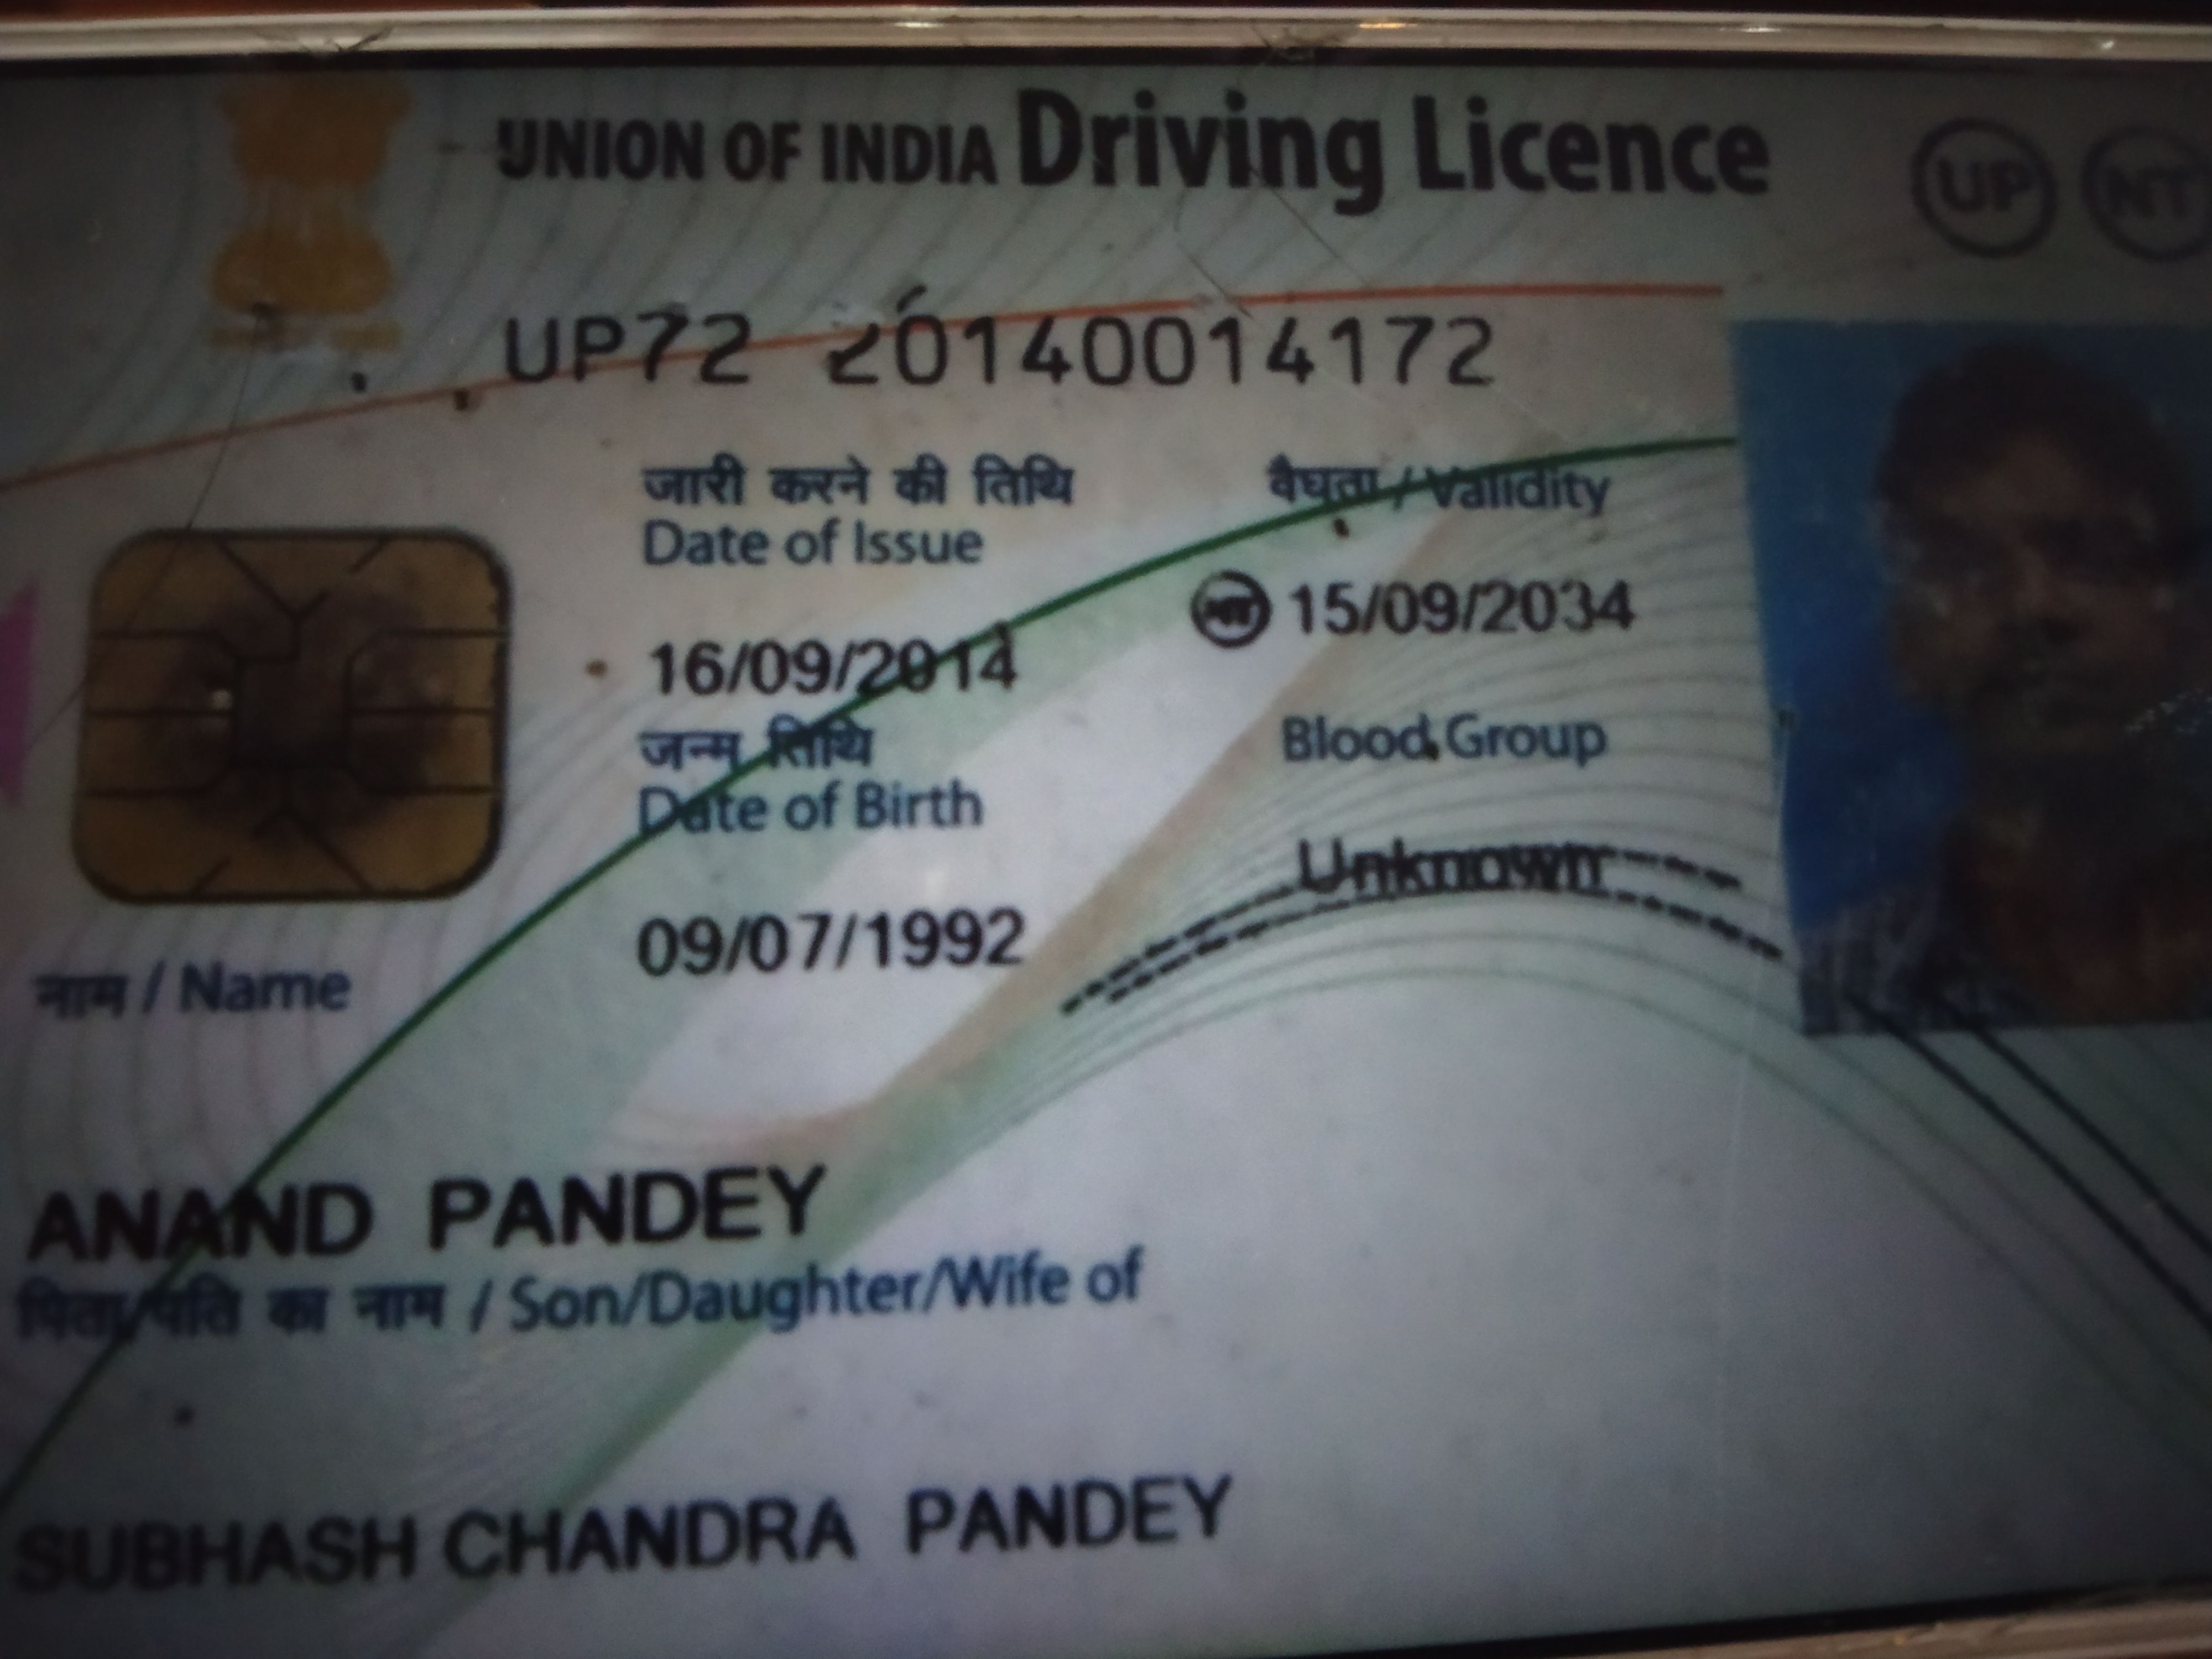 UNION OF INDIA Driving Licence
UP NT
UP72 20140014172
जारी करने की तिथि
Date of Issue
वैधता / Validity
16/09/2014
NT 15/09/2034
जन्म तिथि
Date of Birth
Blood Group
09/07/1992
Unknown
नाम / Name
ANAND PANDEY
पिता/पति का नाम / Son/Daughter/Wife of
SUBHASH CHANDRA PANDEY